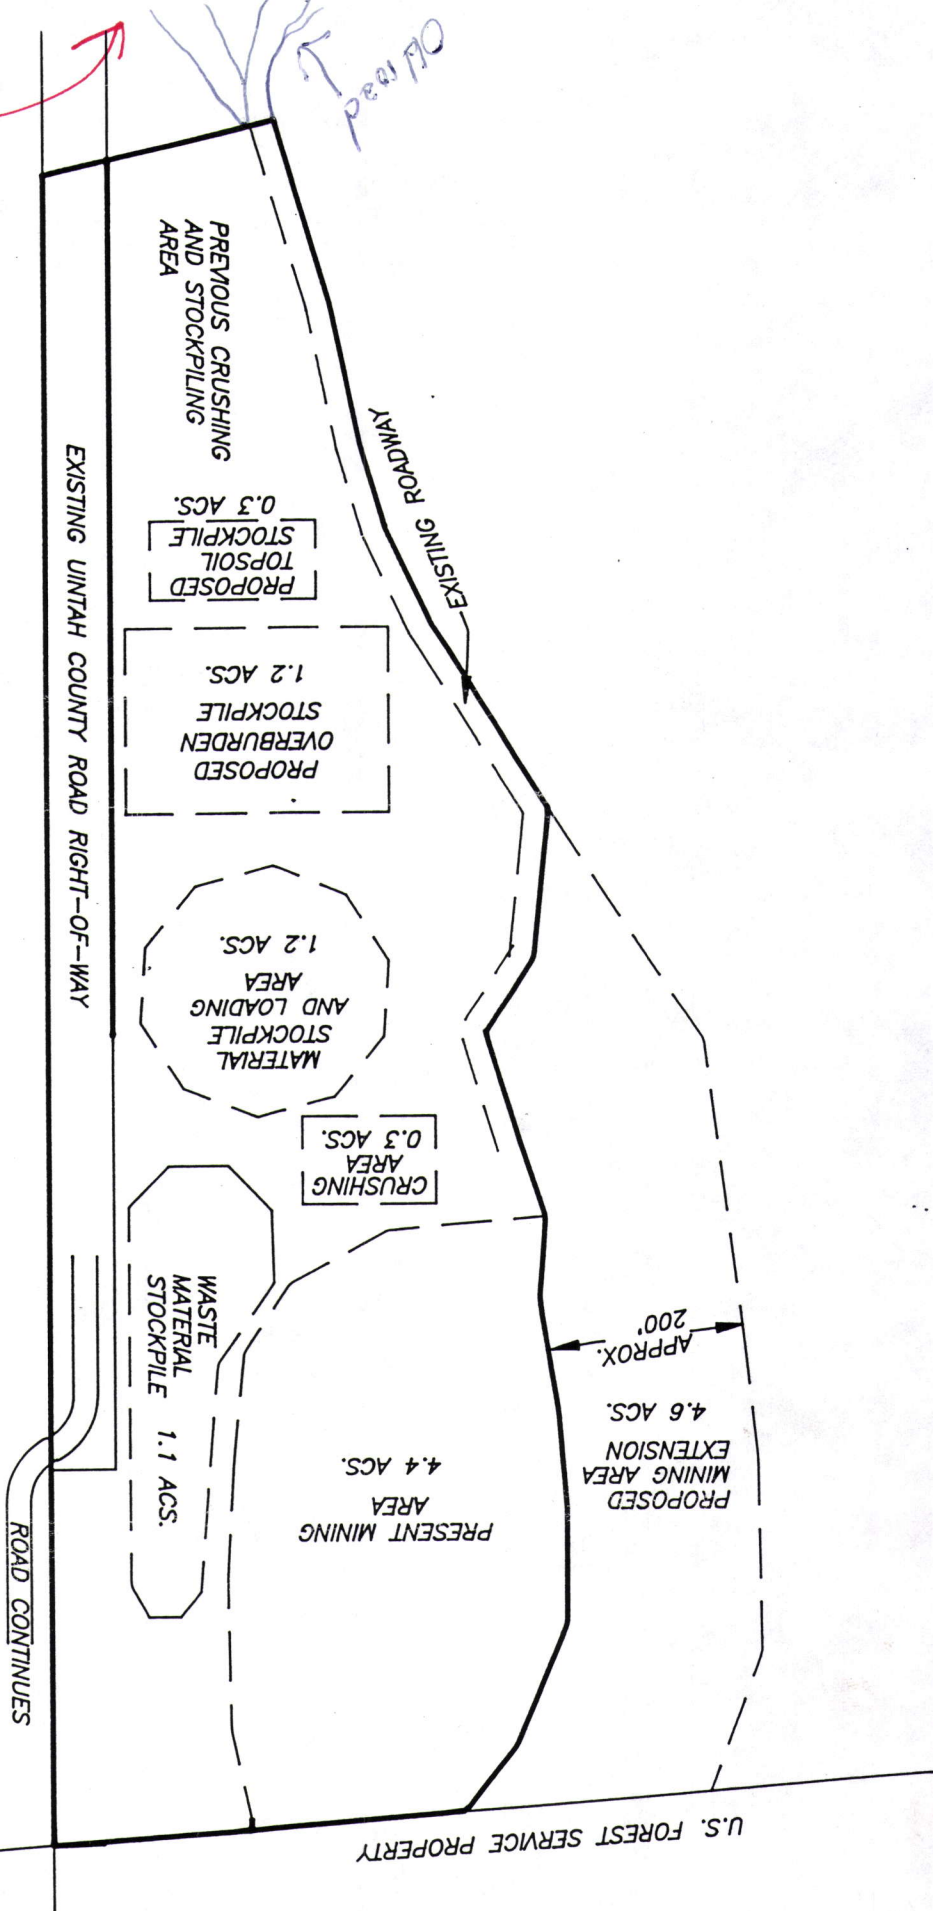 PREVIOUS CRUSHING
AND STOCKPILING
AREA
EXISTING ROADWAY
EXISTING UINTAH COUNTY ROAD RIGHT-OF-WAY
PROPOSED
TOPSOIL
STOCKPILE
0.3 ACS.
PROPOSED
OVERBURDEN
STOCKPILE
1.2 ACS.
MATERIAL
STOCKPILE
AND LOADING
AREA
1.2 ACS.
CRUSHING
AREA
0.3 ACS.
WASTE
MATERIAL
STOCKPILE 1.1 ACS.
APPROX.
200'
PROPOSED
MINING AREA
EXTENSION
4.6 ACS.
PRESENT MINING
AREA
4.4 ACS.
ROAD CONTINUES
U.S. FOREST SERVICE PROPERTY